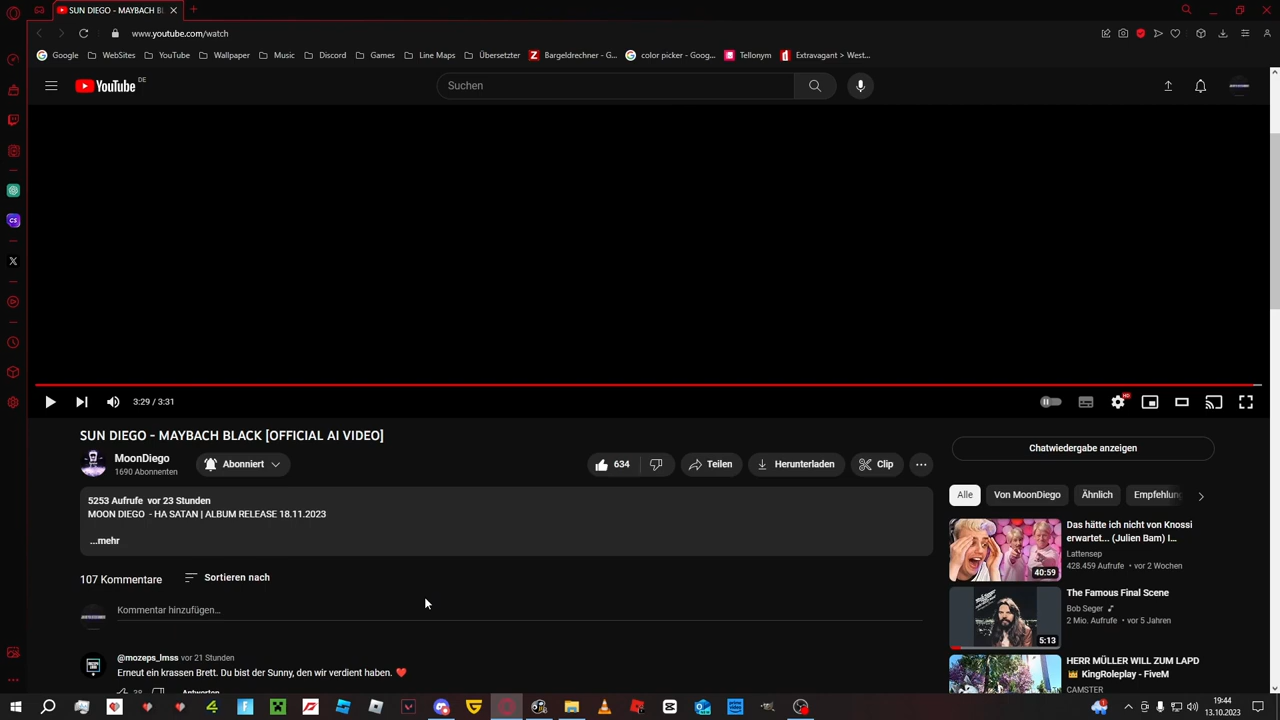 SUN DIEGO - MAYBACH BL
www.youtube.com/watch
Google
WebSites
YouTube
Wallpaper
Music
Discord
Games
Line Maps
Übersetzter
Bargeldrechner - G...
color picker - Goog...
Tellonym
Extravagant > West...
YouTube DE
Suchen
3:29 / 3:31
HD
SUN DIEGO - MAYBACH BLACK [OFFICIAL AI VIDEO]
MoonDiego
1690 Abonnenten
Abonniert
634
Teilen
Herunterladen
Clip
5253 Aufrufe vor 23 Stunden
MOON DIEGO - HA SATAN | ALBUM RELEASE 18.11.2023
...mehr
107 Kommentare
Sortieren nach
Kommentar hinzufügen...
@mozeps_lmss vor 21 Stunden
Erneut ein krassen Brett. Du bist der Sunny, den wir verdient haben. ❤️
38
Antworten
Chatwiedergabe anzeigen
Alle
Von MoonDiego
Ähnlich
Empfehlung
Das hätte ich nicht von Knossi
erwartet... (Julien Bam) I...
Lattensep
428.459 Aufrufe • vor 2 Wochen
40:59
The Famous Final Scene
Bob Seger
2 Mio. Aufrufe • vor 5 Jahren
5:13
HERR MÜLLER WILL ZUM LAPD
👑 KingRoleplay - FiveM
CAMSTER
19:44
13.10.2023